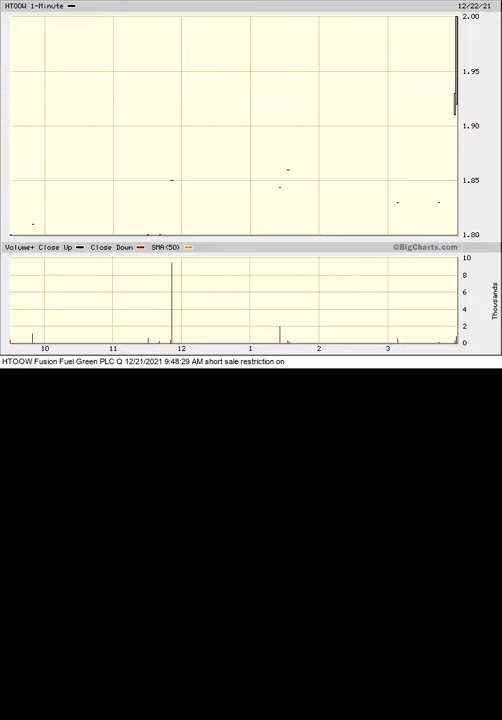 HTOOW 1-Minute 12/22/21
2.00
1.95
1.90
1.85
1.80
Volume+ Close Up Close Down SMA(50) ©BigCharts.com
10
8
6
4
2
0
Thousands
10 11 12 1 2 3
HTOOW Fusion Fuel Green PLC Q 12/21/2021 9:48:29 AM short sale restriction on